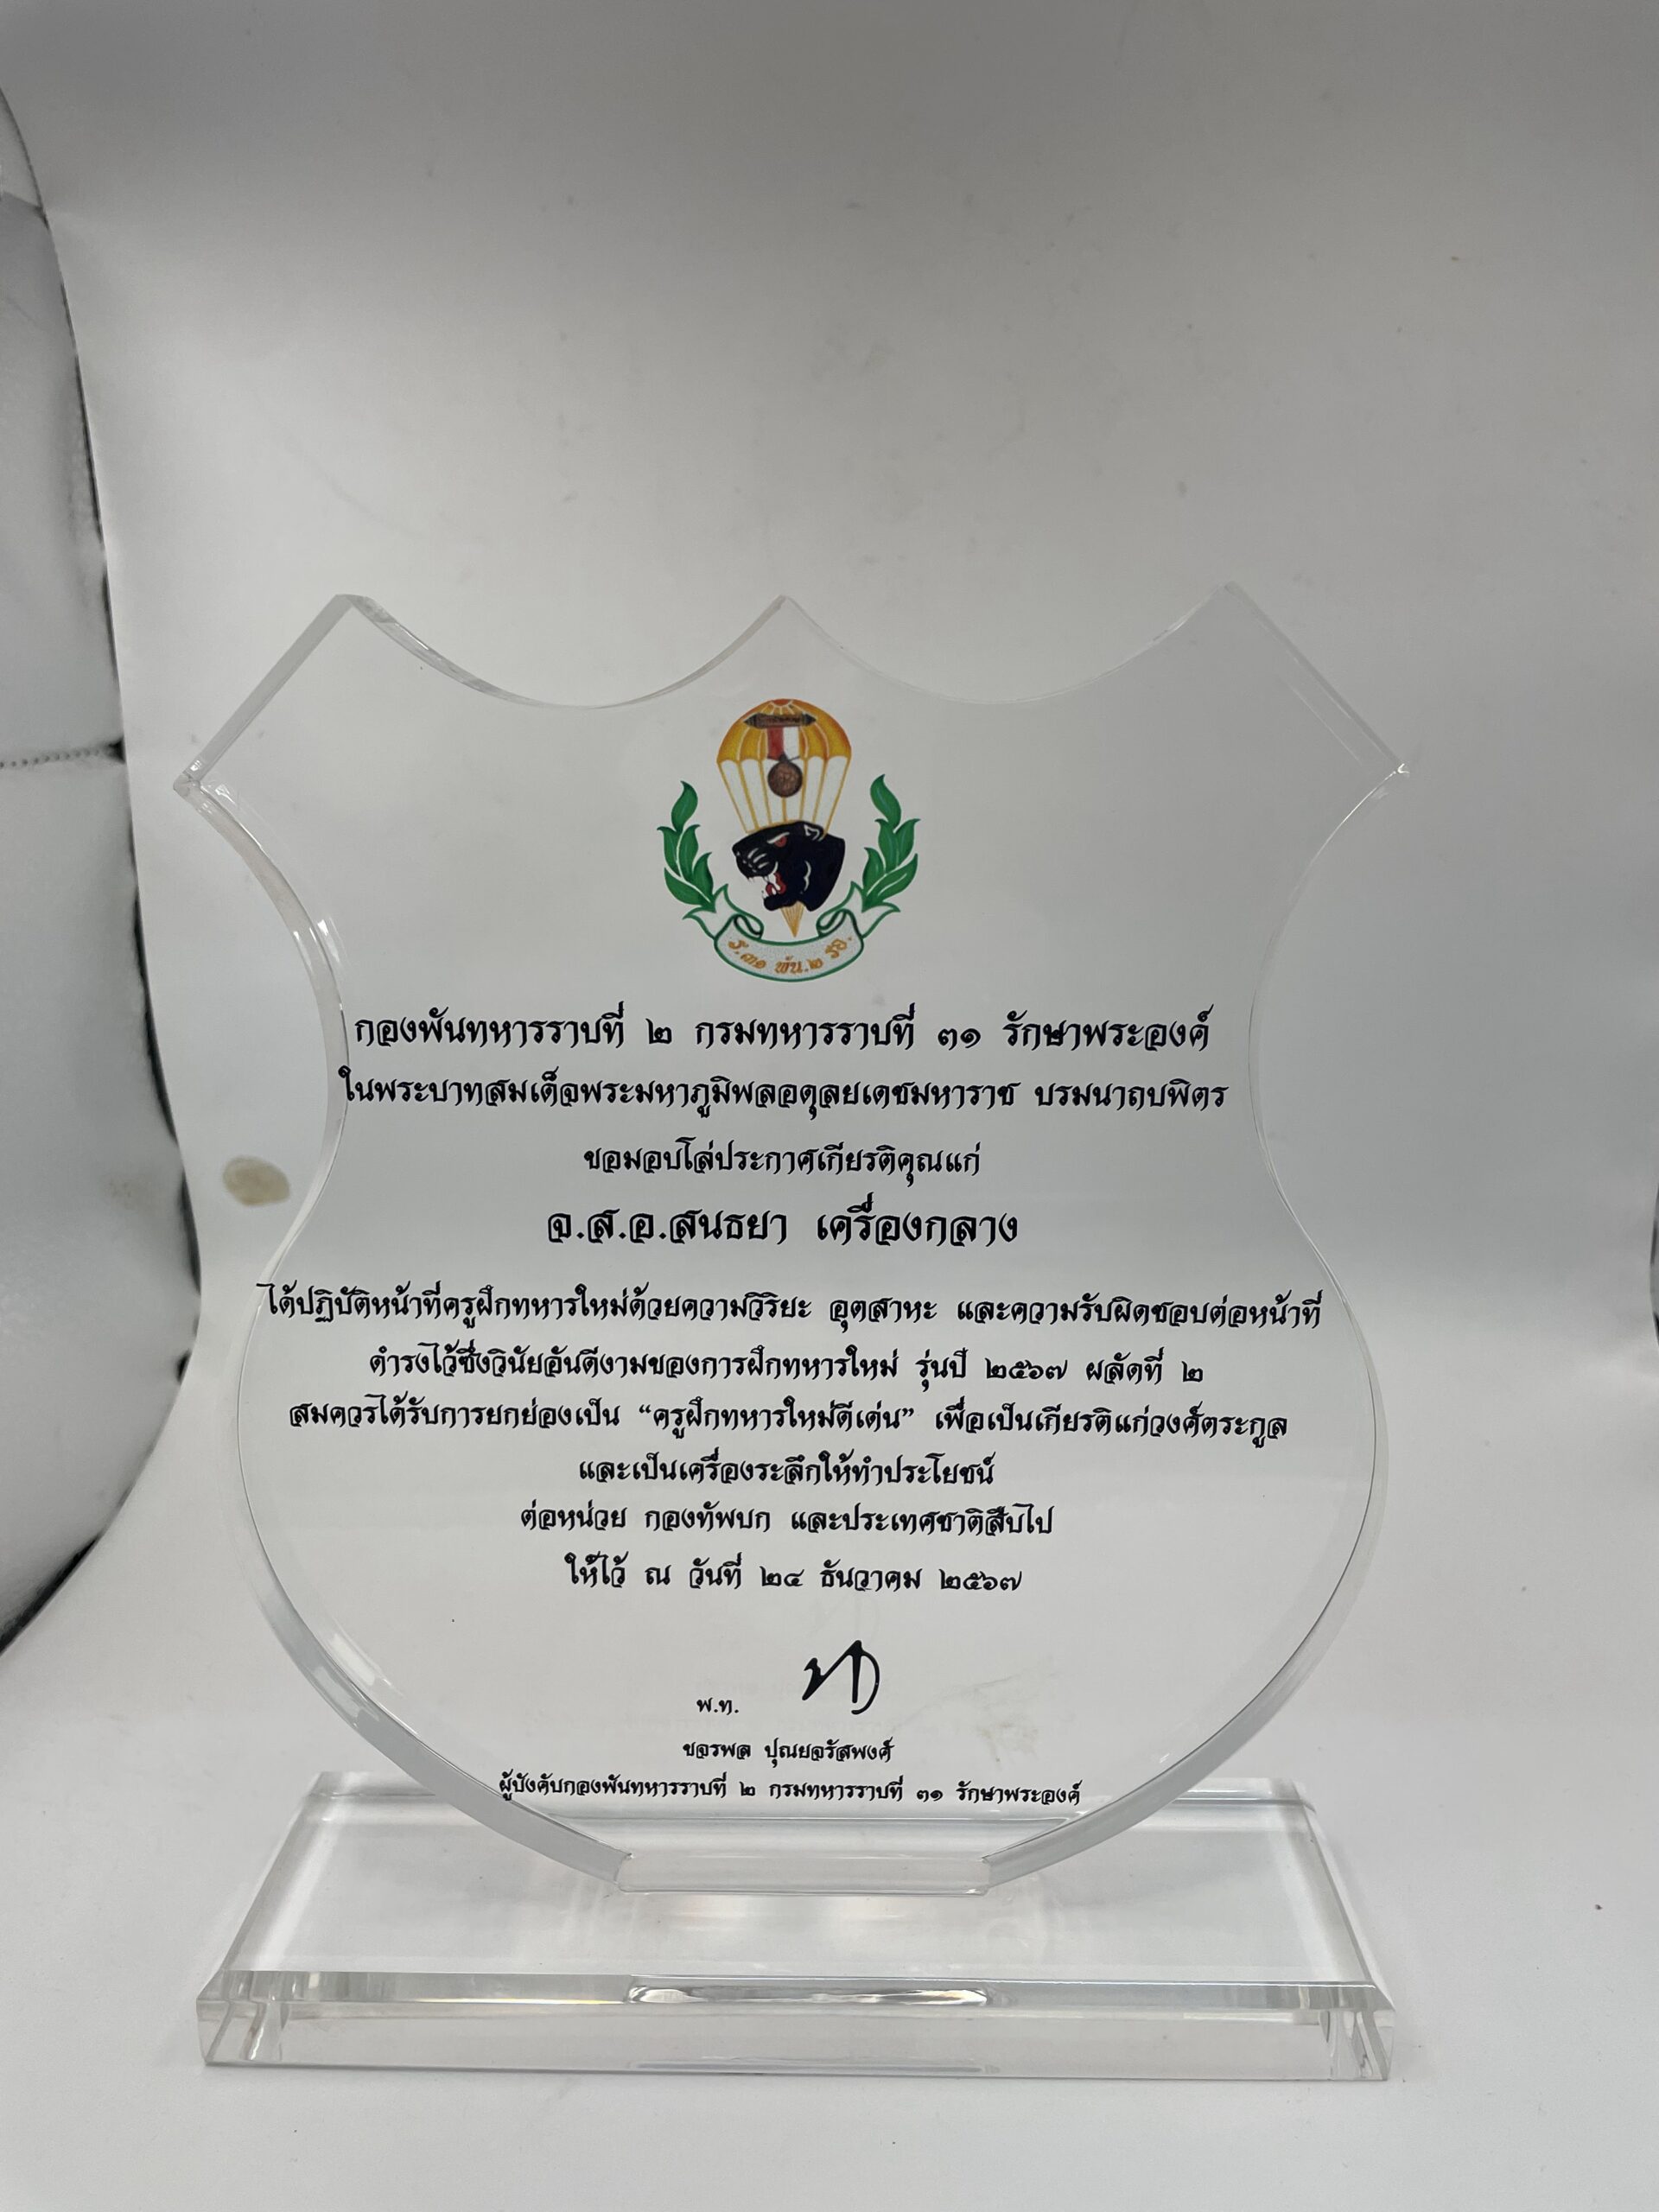 ร.๓๑ พัน.๒ รอ.
กองพันทหารราบที่ ๒ กรมทหารราบที่ ๓๑ รักษาพระองค์
ในพระบาทสมเด็จพระมหาภูมิพลอดุลยเดชมหาราช บรมนาถบพิตร
ขอมอบโล่ประกาศเกียรติคุณแก่
จ.ส.อ.สนธยา เครื่องกลาง
ได้ปฏิบัติหน้าที่ครูฝึกทหารใหม่ด้วยความวิริยะ อุตสาหะ และความรับผิดชอบต่อหน้าที่
ดำรงไว้ซึ่งวินัยอันดีงามของการฝึกทหารใหม่ รุ่นปี ๒๕๖๗ ผลัดที่ ๒
สมควรได้รับการยกย่องเป็น “ครูฝึกทหารใหม่ดีเด่น” เพื่อเป็นเกียรติแก่วงศ์ตระกูล
และเป็นเครื่องระลึกให้ทำประโยชน์
ต่อหน่วย กองทัพบก และประเทศชาติสืบไป
ให้ไว้ ณ วันที่ ๒๔ ธันวาคม ๒๕๖๗
พ.ท.
ขจรพล ปุณยจรัสพงศ์
ผู้บังคับกองพันทหารราบที่ ๒ กรมทหารราบที่ ๓๑ รักษาพระองค์